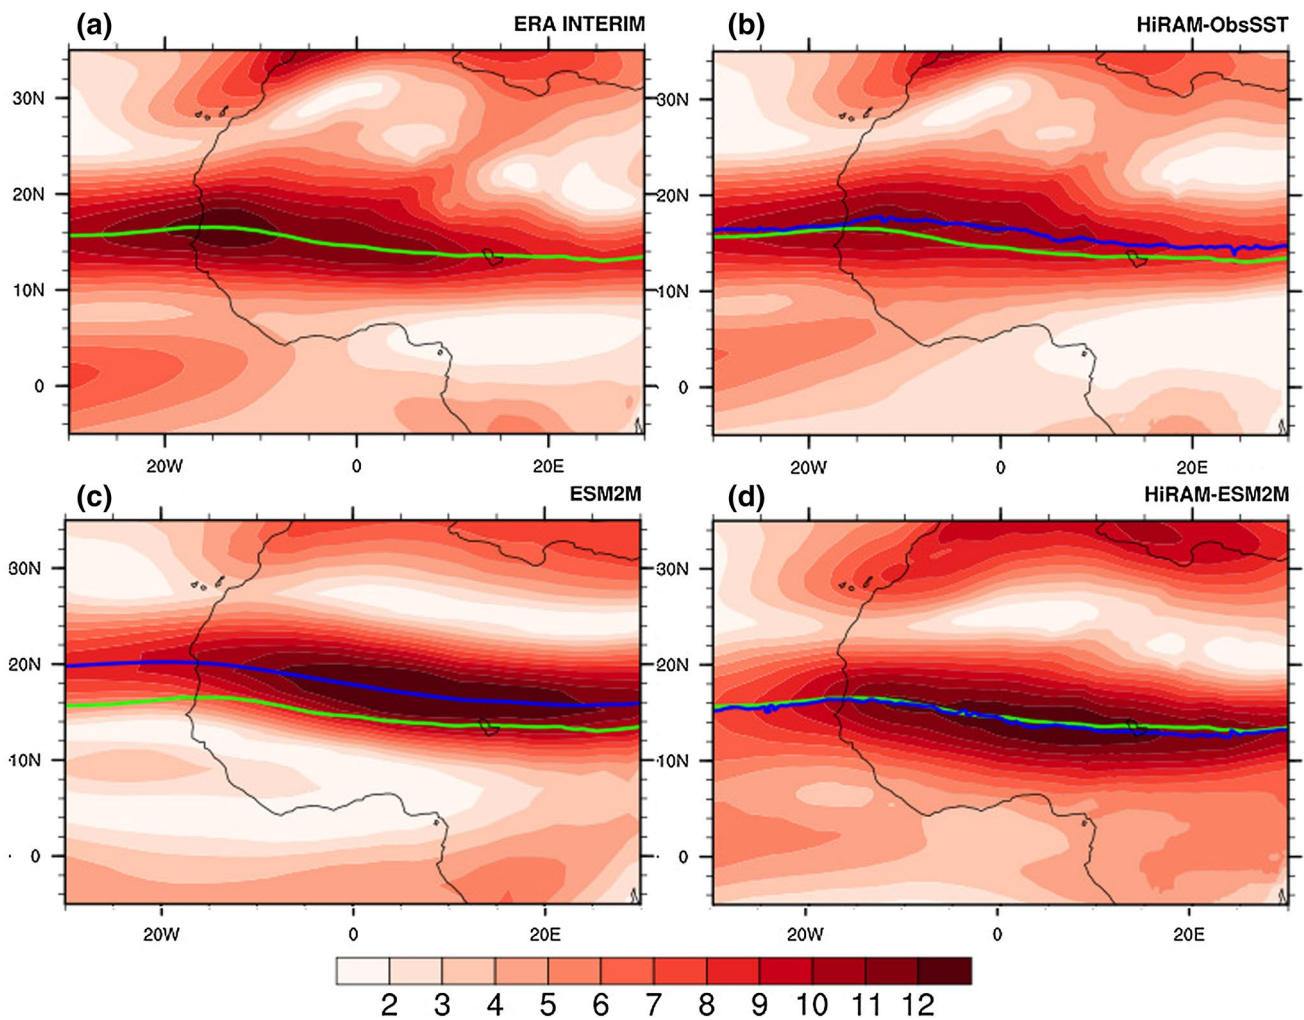 (a) ERA INTERIM (b) HiRAM-ObsSST
30N 30N
20N 20N
10N 10N
0 0
20W 0 20E 20W 0 20E
(c) ESM2M (d) HiRAM-ESM2M
30N 30N
20N 20N
10N 10N
0 0
20W 0 20E 20W 0 20E
2 3 4 5 6 7 8 9 10 11 12